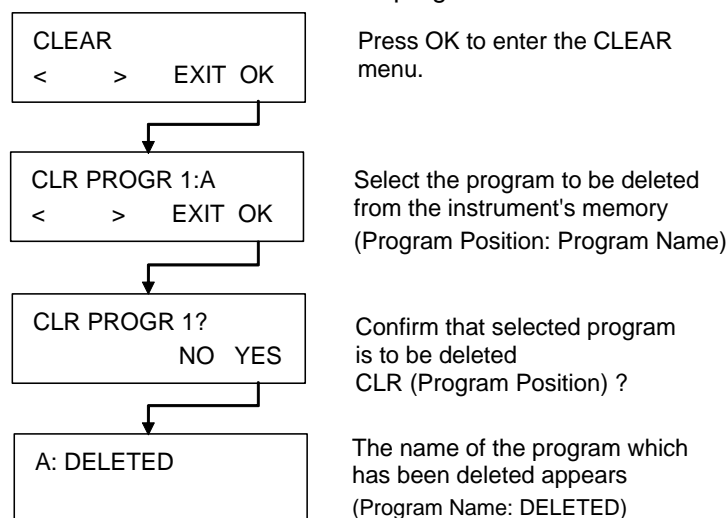 CLEAR
< > EXIT OK
Press OK to enter the CLEAR
menu.
CLR PROGR 1:A
< > EXIT OK
Select the program to be deleted
from the instrument's memory
(Program Position: Program Name)
CLR PROGR 1?
NO YES
Confirm that selected program
is to be deleted
CLR (Program Position) ?
A: DELETED
The name of the program which
has been deleted appears
(Program Name: DELETED)